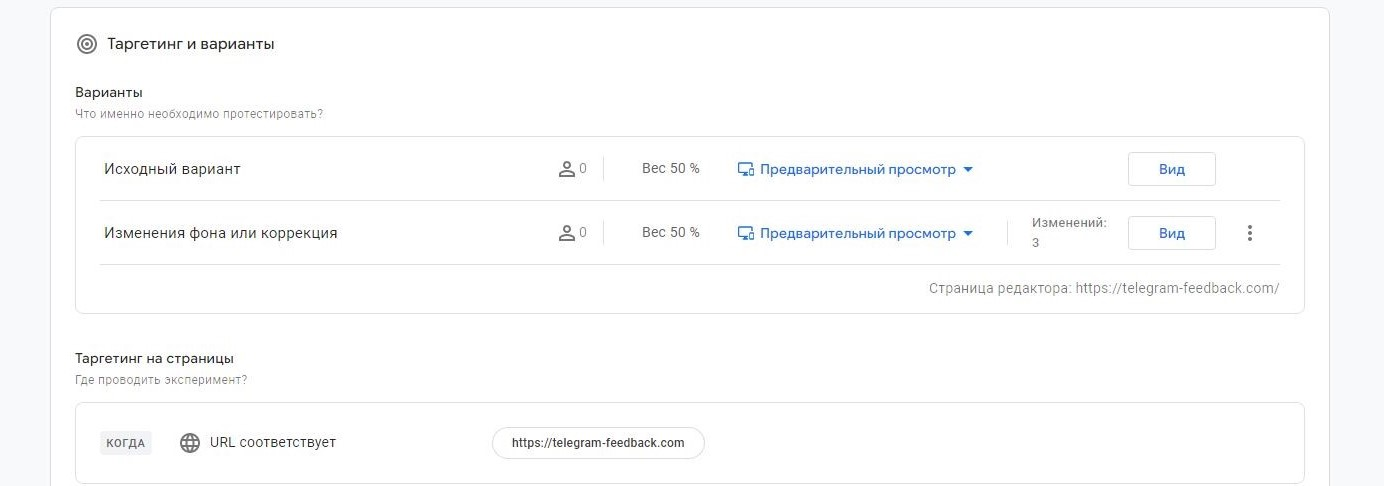 Таргетинг и варианты
Варианты
Что именно необходимо протестировать?
Исходный вариант 0 Вес 50 % Предварительный просмотр Вид
Изменения фона или коррекция 0 Вес 50 % Предварительный просмотр Изменений: 3 Вид
Страница редактора: https://telegram-feedback.com/
Таргетинг на страницы
Где проводить эксперимент?
КОГДА URL соответствует https://telegram-feedback.com